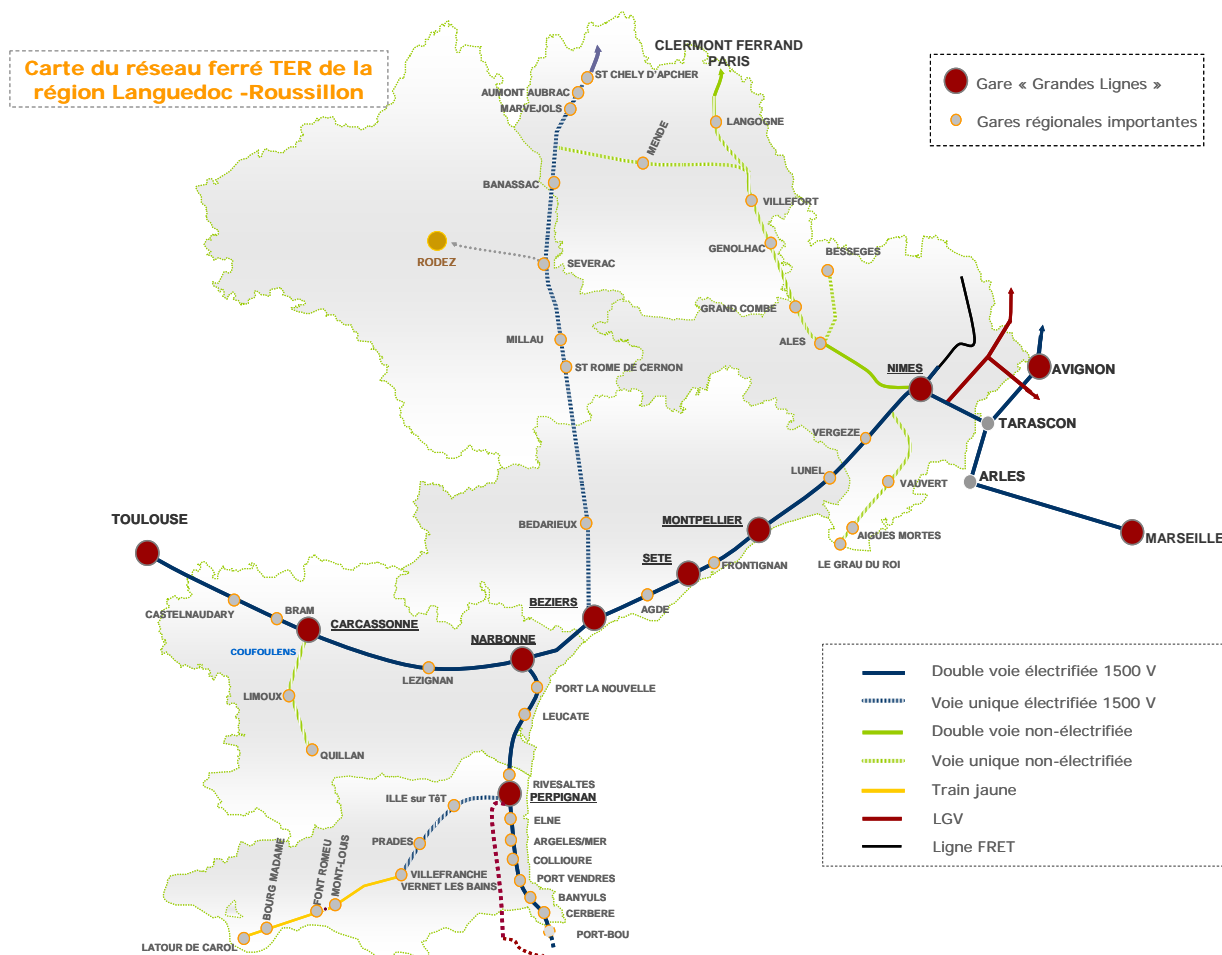 Carte du réseau ferré TER de la
région Languedoc -Roussillon
CLERMONT FERRAND
PARIS
Gare « Grandes Lignes »
Gares régionales importantes
ST CHELY D'APCHER
AUMONT AUBRAC
MARVEJOLS
LANGOGNE
MENDE
BANASSAC
VILLEFORT
GENOLHAC
BESSEGES
RODEZ
SEVERAC
GRAND COMBE
MILLAU
ALES
ST ROME DE CERNON
NIMES
AVIGNON
TARASCON
VERGEZE
LUNEL
VAUVERT
ARLES
TOULOUSE
BEDARIEUX
MONTPELLIER
AIGUES MORTES
MARSEILLE
SETE
FRONTIGNAN
LE GRAU DU ROI
BEZIERS
AGDE
CASTELNAUDARY
BRAM
CARCASSONNE
NARBONNE
COUFOULENS
LEZIGNAN
LIMOUX
PORT LA NOUVELLE
LEUCATE
QUILLAN
RIVESALTES
ILLE sur TêT
PERPIGNAN
ELNE
PRADES
ARGELES/MER
COLLIOURE
VILLEFRANCHE
VERNET LES BAINS
PORT VENDRES
BANYULS
CERBERE
PORT-BOU
BOURG MADAME
FONT ROMEU
MONT-LOUIS
LATOUR DE CAROL
Double voie électrifiée 1500 V
Voie unique électrifiée 1500 V
Double voie non-électrifiée
Voie unique non-électrifiée
Train jaune
LGV
Ligne FRET